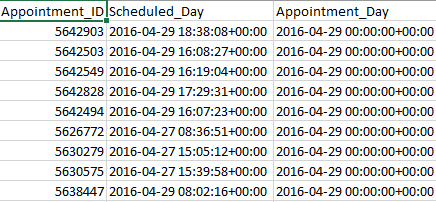 Appointment_ID Scheduled_Day Appointment_Day
5642903 2016-04-29 18:38:08+00:00 2016-04-29 00:00:00+00:00
5642503 2016-04-29 16:08:27+00:00 2016-04-29 00:00:00+00:00
5642549 2016-04-29 16:19:04+00:00 2016-04-29 00:00:00+00:00
5642828 2016-04-29 17:29:31+00:00 2016-04-29 00:00:00+00:00
5642494 2016-04-29 16:07:23+00:00 2016-04-29 00:00:00+00:00
5626772 2016-04-27 08:36:51+00:00 2016-04-29 00:00:00+00:00
5630279 2016-04-27 15:05:12+00:00 2016-04-29 00:00:00+00:00
5630575 2016-04-27 15:39:58+00:00 2016-04-29 00:00:00+00:00
5638447 2016-04-29 08:02:16+00:00 2016-04-29 00:00:00+00:00